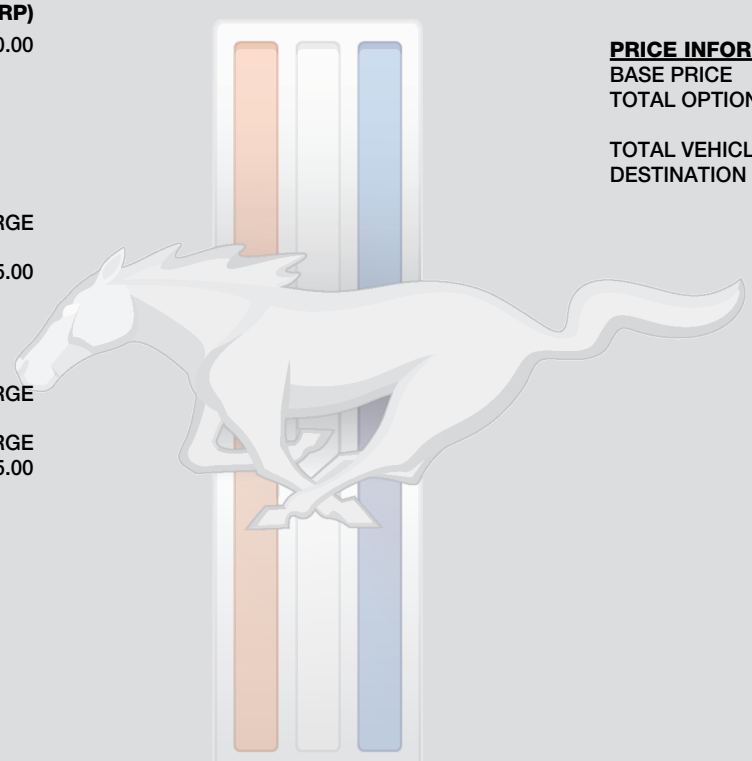 RP)
0.00
RGE
5.00
RGE
RGE
5.00
PRICE INFOR
BASE PRICE
TOTAL OPTION
TOTAL VEHICL
DESTINATION